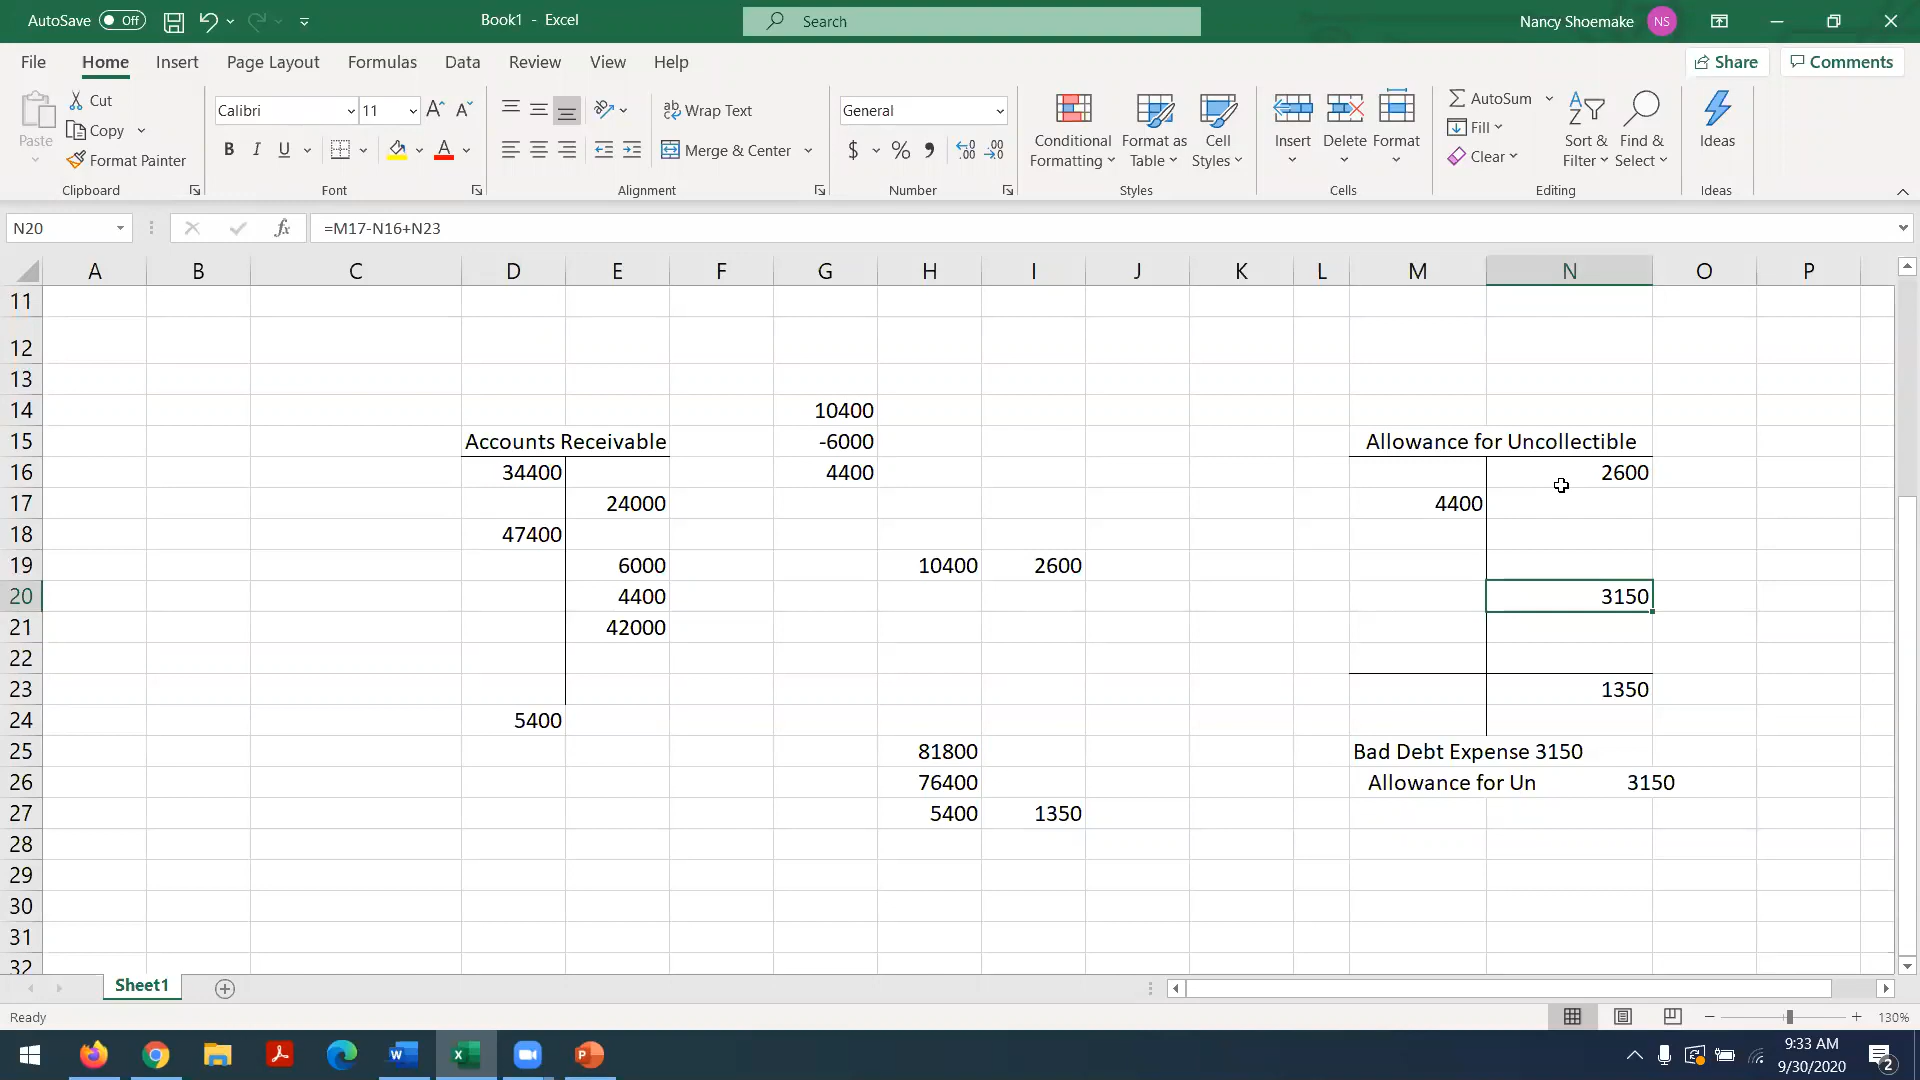 AutoSave Off Book1 - Excel Search Nancy Shoemake NS
File Home Insert Page Layout Formulas Data Review View Help Share Comments
Paste Cut Copy Format Painter
Calibri 11 B I U A A A
Wrap Text Merge & Center
General $ %
Conditional Formatting Format as Table Cell Styles
Insert Delete Format
AutoSum Fill Clear Sort & Filter Find & Select Ideas
Clipboard Font Alignment Number Styles Cells Editing Ideas
N20 fx =M17-N16+N23
A B C D E F G H I J K L M N O P
11
12
13
14 10400
15 Accounts Receivable -6000 Allowance for Uncollectible
16 34400 4400 2600
17 24000 4400
18 47400
19 6000 10400 2600
20 4400 3150
21 42000
22
23 1350
24 5400
25 81800 Bad Debt Expense 3150
26 76400 Allowance for Un 3150
27 5400 1350
28
29
30
31
32
Sheet1
Ready 130%
9:33 AM
9/30/2020 2